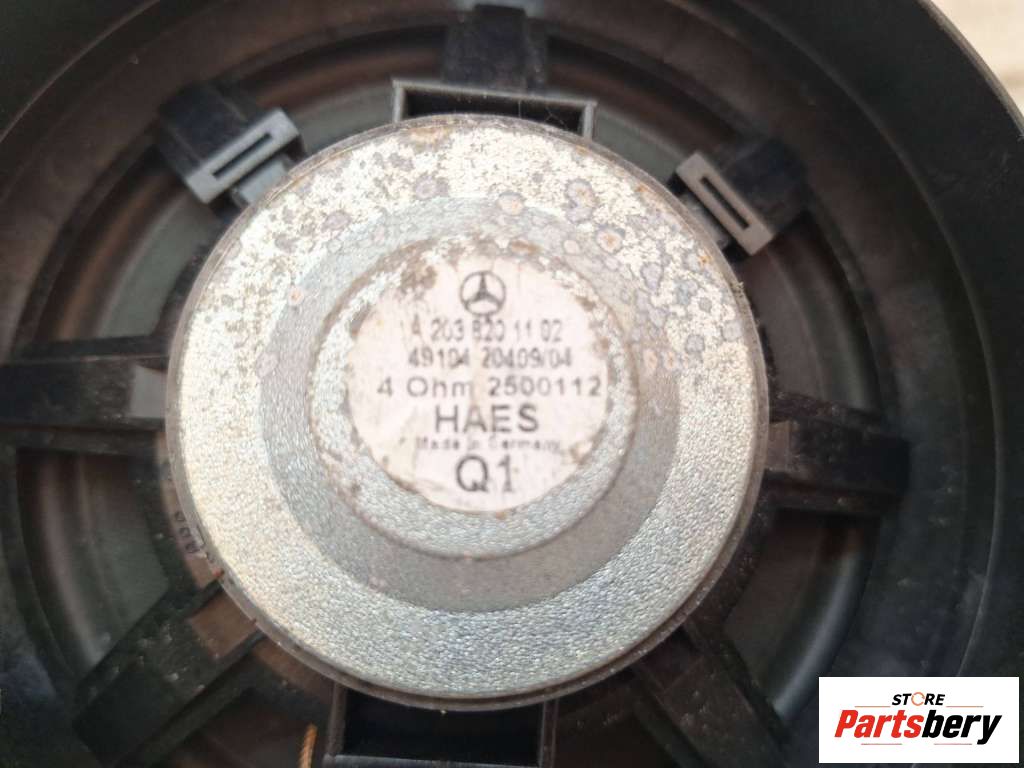 A 203 820 11 02
49104 20409/04
4 Ohm 2500112
HAES
Made in Germany
Q1
STORE
Partsbery